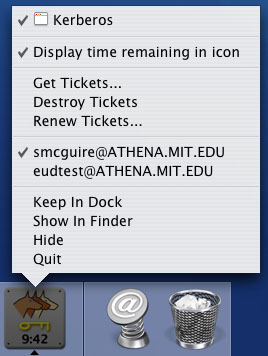 Kerberos
Display time remaining in icon
Get Tickets...
Destroy Tickets
Renew Tickets...
smcguire@ATHENA.MIT.EDU
eudtest@ATHENA.MIT.EDU
Keep In Dock
Show In Finder
Hide
Quit
9:42
@